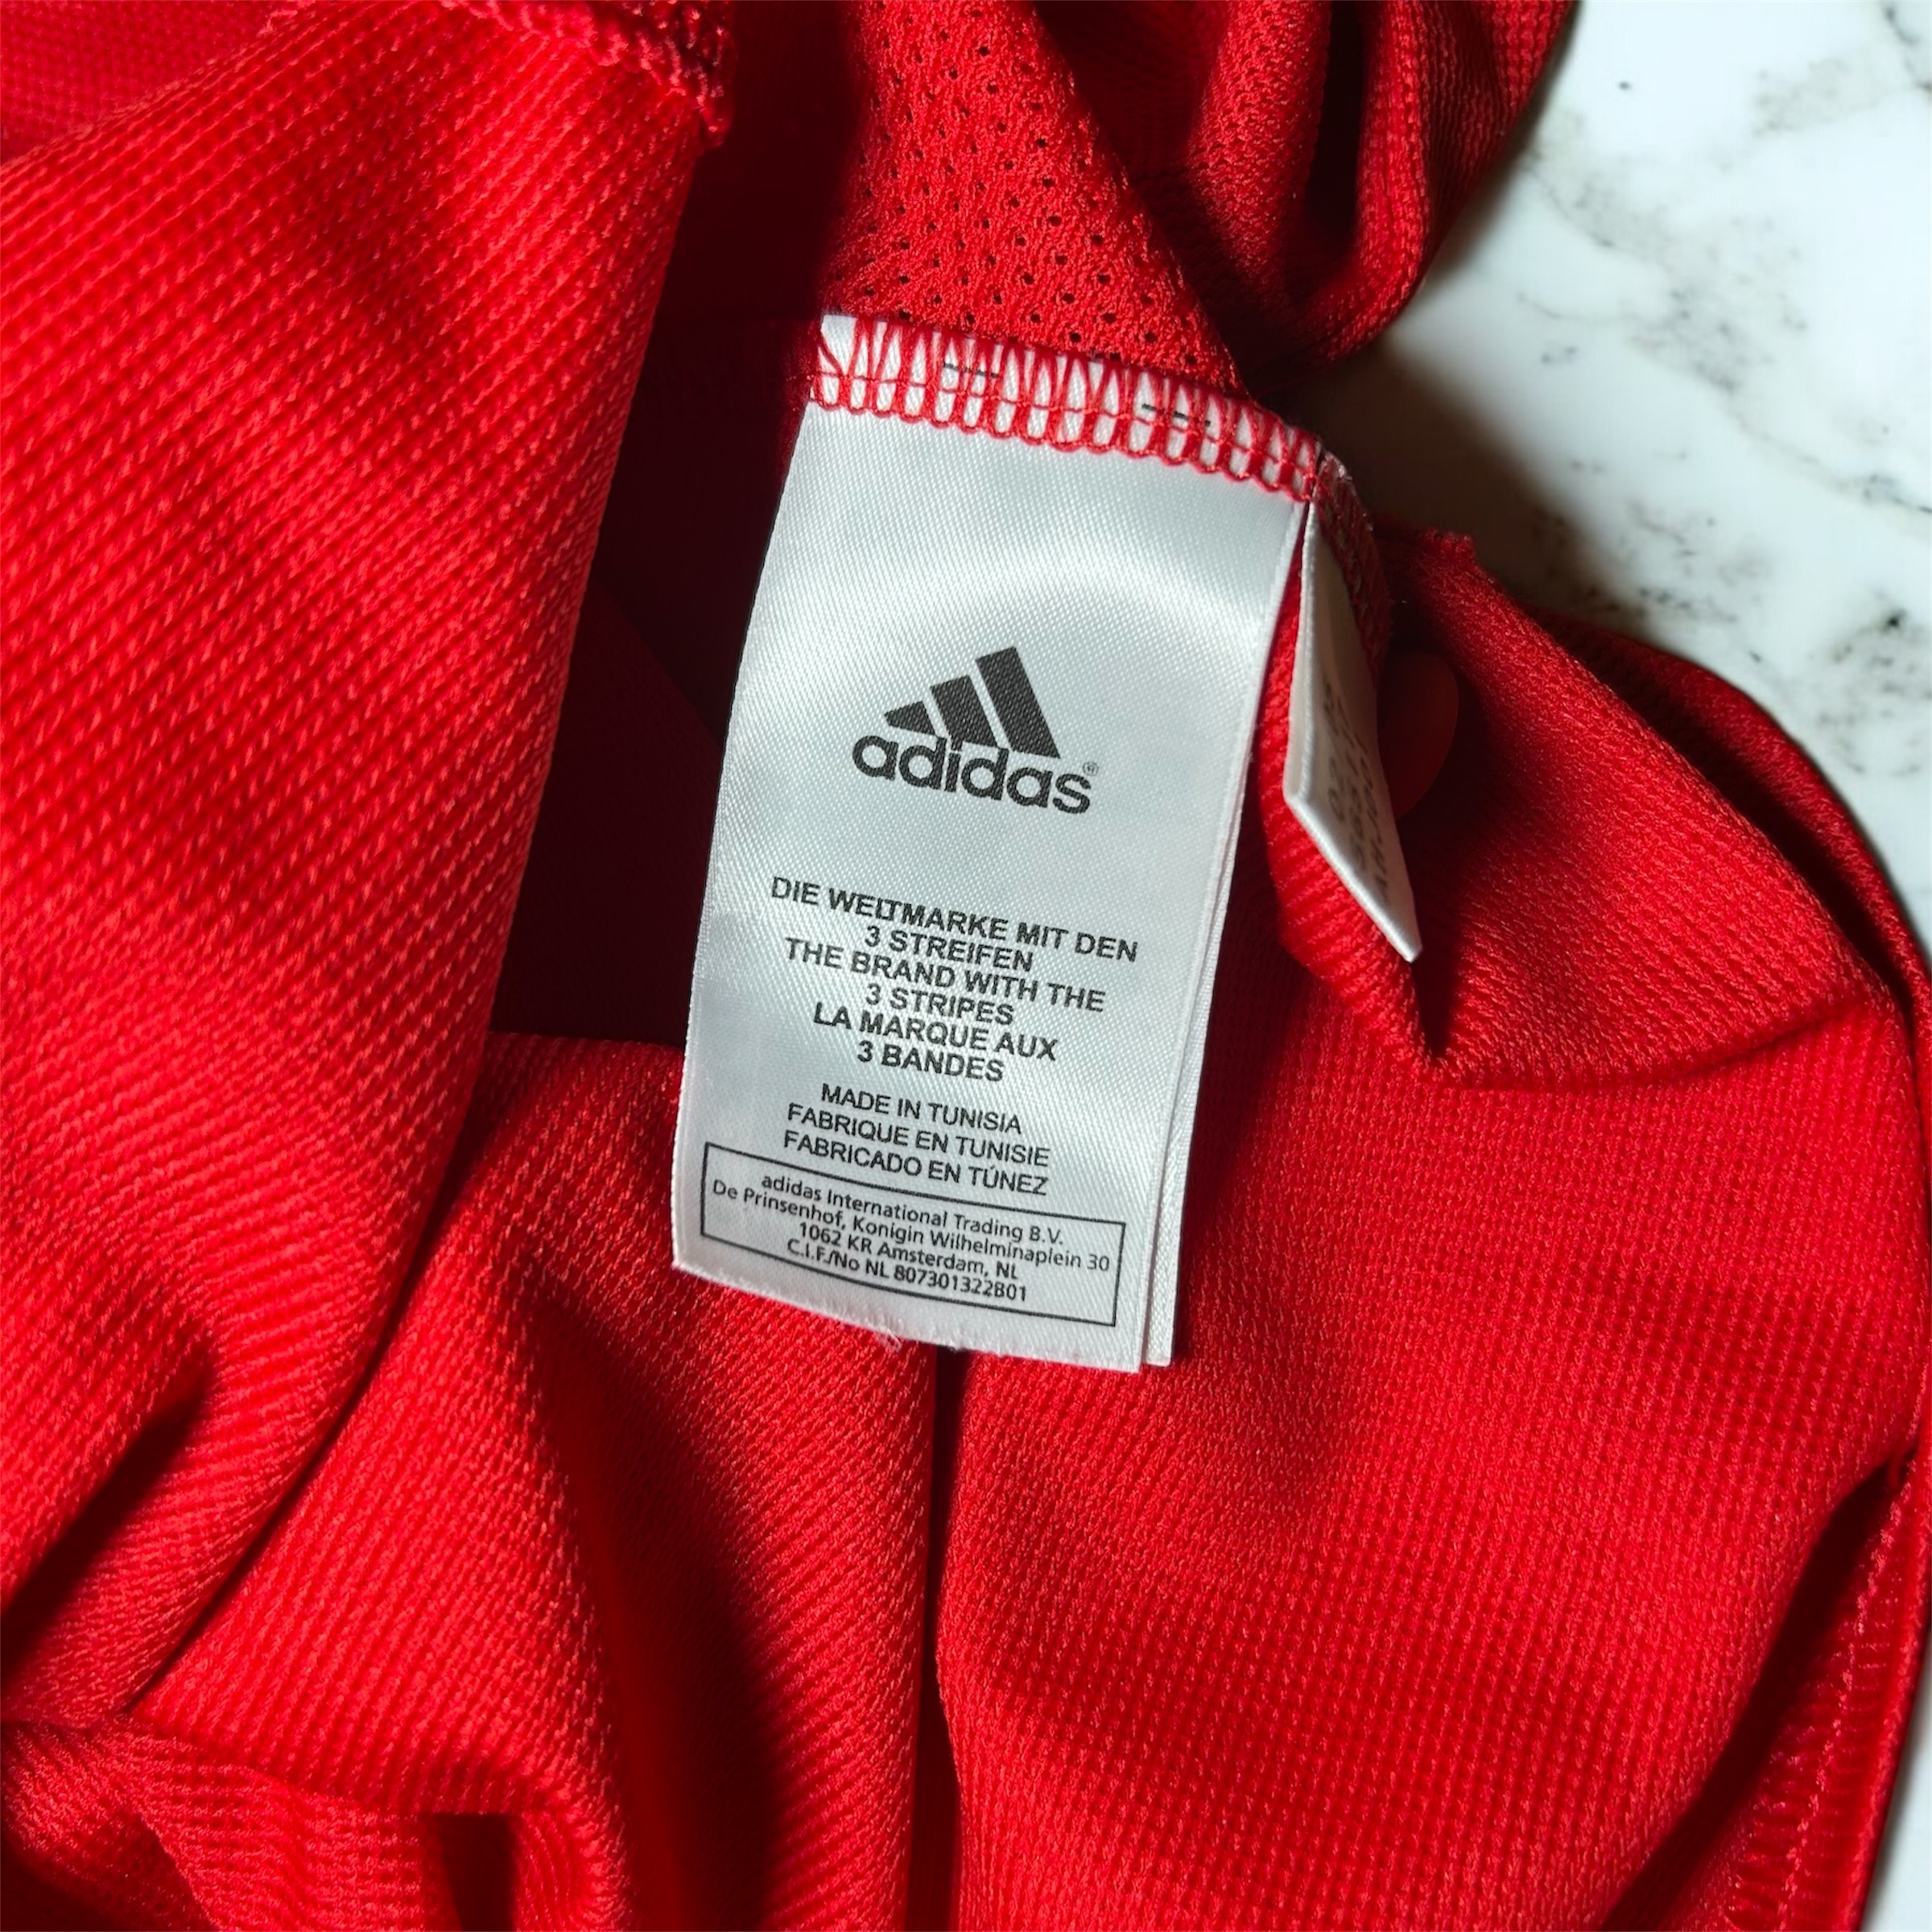 adidas®
DIE WELTMARKE MIT DEN
3 STREIFEN
THE BRAND WITH THE
3 STRIPES
LA MARQUE AUX
3 BANDES
MADE IN TUNISIA
FABRIQUE EN TUNISIE
FABRICADO EN TÚNEZ
adidas International Trading B.V.
De Prinsenhof, Konigin Wilhelminaplein 30
1062 KR Amsterdam, NL
C.I.F./No NL 807301322B01